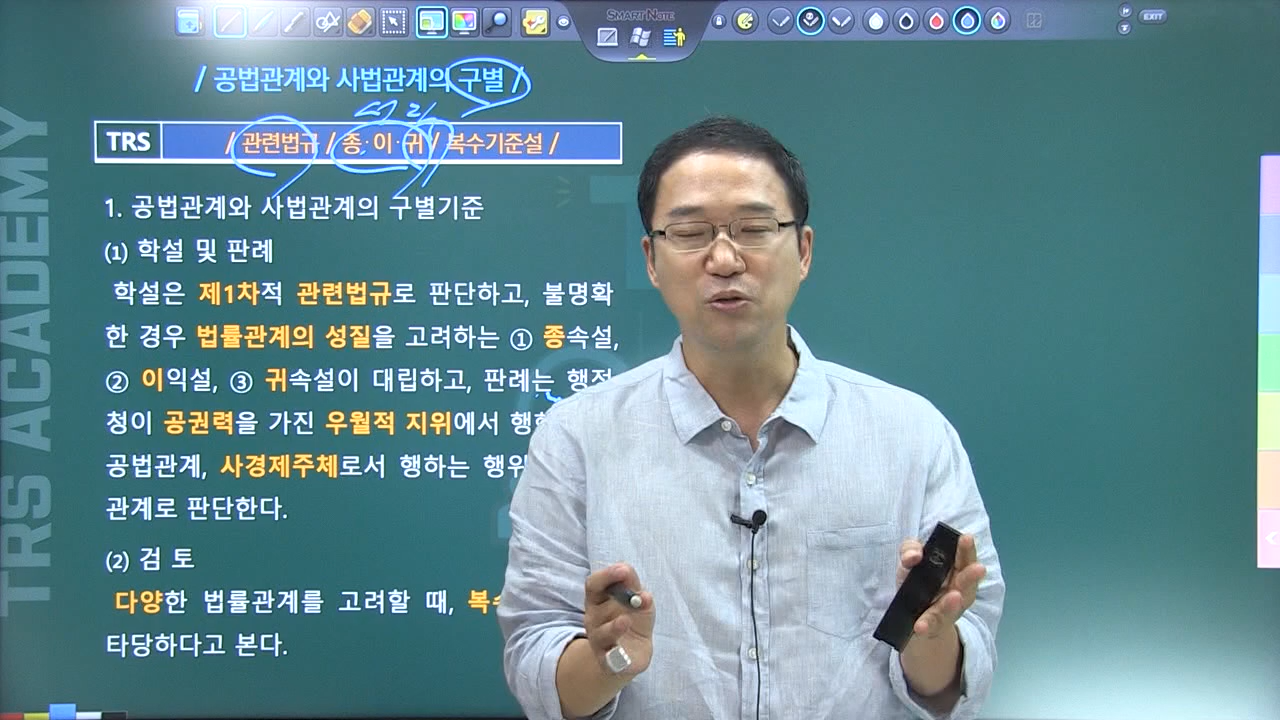 SMART NOTE
EXIT
/ 공법관계와 사법관계의 구별 /
성립
TRS / 관련법규 / 종·이·귀 / 복수기준설 /
1. 공법관계와 사법관계의 구별기준
(1) 학설 및 판례
학설은 제1차적 관련법규로 판단하고, 불명확
한 경우 법률관계의 성질을 고려하는 ① 종속설,
② 이익설, ③ 귀속설이 대립하고, 판례는 행정
청이 공권력을 가진 우월적 지위에서 행한
공법관계, 사경제주체로서 행하는 행위
관계로 판단한다.
(2) 검 토
다양한 법률관계를 고려할 때, 복수
타당하다고 본다.
TRS ACADEMY